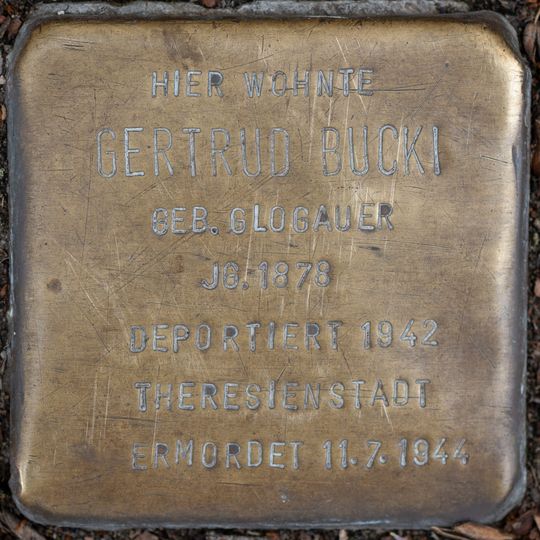 HIER WOHNTE
GERTRUD BUCKI
GEB. GLOGAUER
JG. 1878
DEPORTIERT 1942
THERESIENSTADT
ERMORDET 11.7.1944